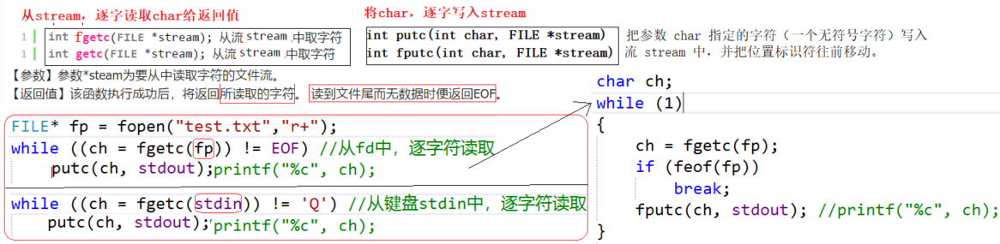 从stream，逐字读取char给返回值
1 int fgetc(FILE *stream); 从流 stream 中取字符
1 int getc(FILE *stream); 从流 stream 中取字符
【参数】参数*steam为要从中读取字符的文件流。
【返回值】该函数执行成功后，将返回所读取的字符。 读到文件尾而无数据时便返回EOF。
将char，逐字写入stream
int putc(int char, FILE *stream)
int fputc(int char, FILE *stream)
把参数 char 指定的字符（一个无符号字符）写入
流 stream 中，并把位置标识符往前移动。
FILE* fp = fopen("test.txt","r+");
while ((ch = fgetc(fp)) != EOF) //从fd中，逐字符读取
putc(ch, stdout);printf("%c", ch);
while ((ch = fgetc(stdin)) != 'Q') //从键盘stdin中，逐字符读取
putc(ch, stdout);printf("%c", ch);
char ch;
while (1)
{
ch = fgetc(fp);
if (feof(fp))
break;
fputc(ch, stdout); //printf("%c", ch);
}